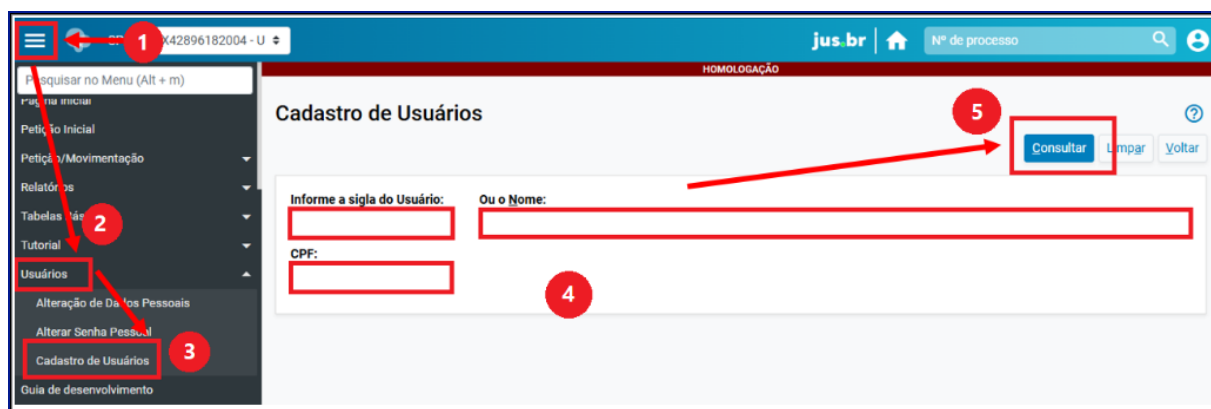 1
X42896182004 - U
jus.br
Nº de processo
Pesquisar no Menu (Alt + m)
HOMOLOGAÇÃO
Página Inicial
Petição Inicial
Petição/Movimentação
Relatórios
Tabelas
2
Tutorial
Usuários
Alteração de Dados Pessoais
Alterar Senha Pessoal
Cadastro de Usuários
3
Guia de desenvolvimento
Cadastro de Usuários
5
Consultar
Limpar
Voltar
Informe a sigla do Usuário:
Ou o Nome:
CPF:
4